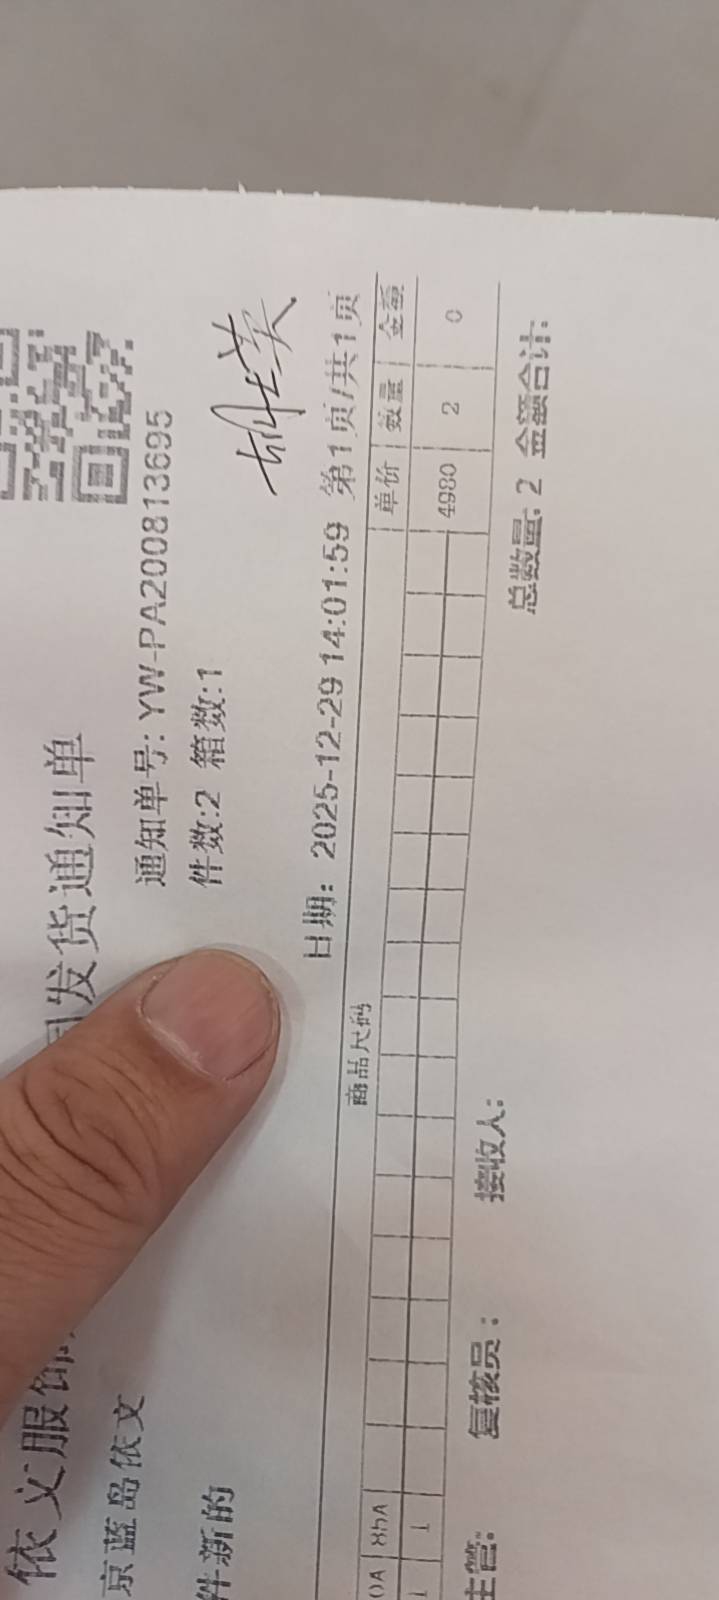 依文服饰 发货通知单
京蓝岛依文 通知单号: YW-PA200813695
件新的 件数:2 箱数:1
日期: 2025-12-29 14:01:59 第1页/共1页
商品尺码 单价 数量 金额
0A 85A
1 1 4980 2 0
主管: 复核员: 接收人: 总数量: 2 金额合计: